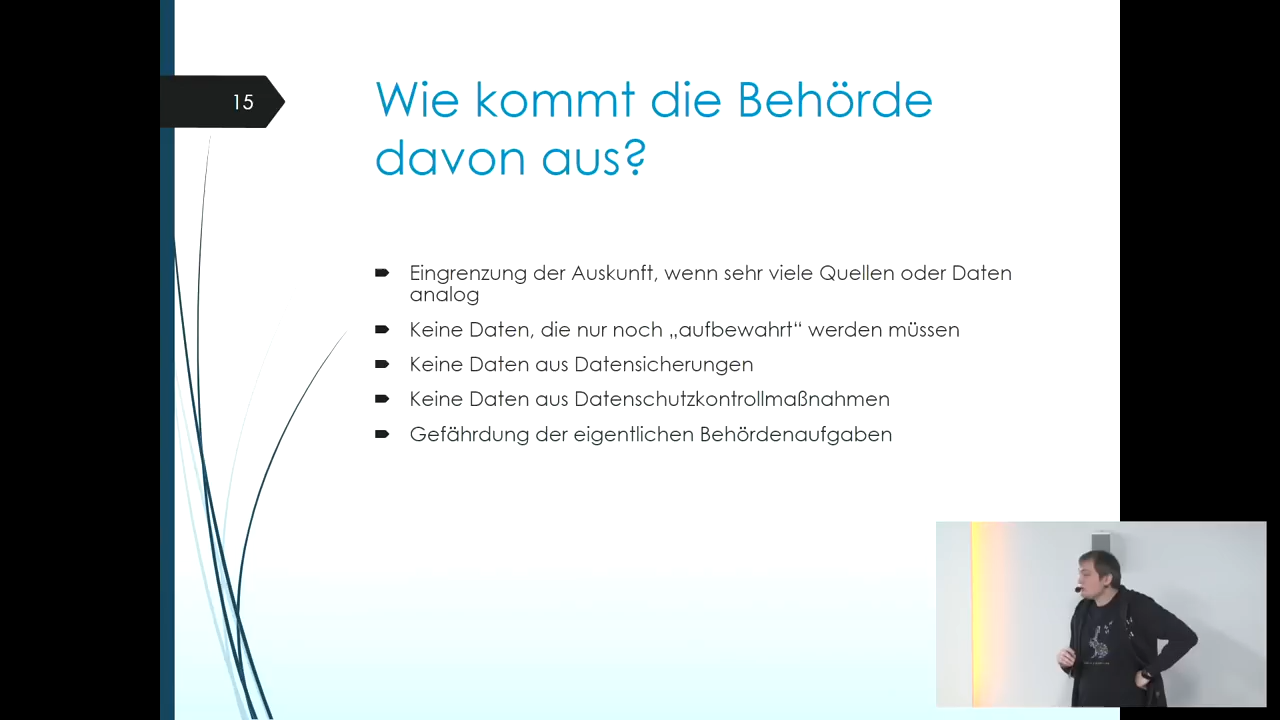 15
Wie kommt die Behörde
davon aus?
Eingrenzung der Auskunft, wenn sehr viele Quellen oder Daten
analog
Keine Daten, die nur noch „aufbewahrt“ werden müssen
Keine Daten aus Datensicherungen
Keine Daten aus Datenschutzkontrollmaßnahmen
Gefährdung der eigentlichen Behördenaufgaben